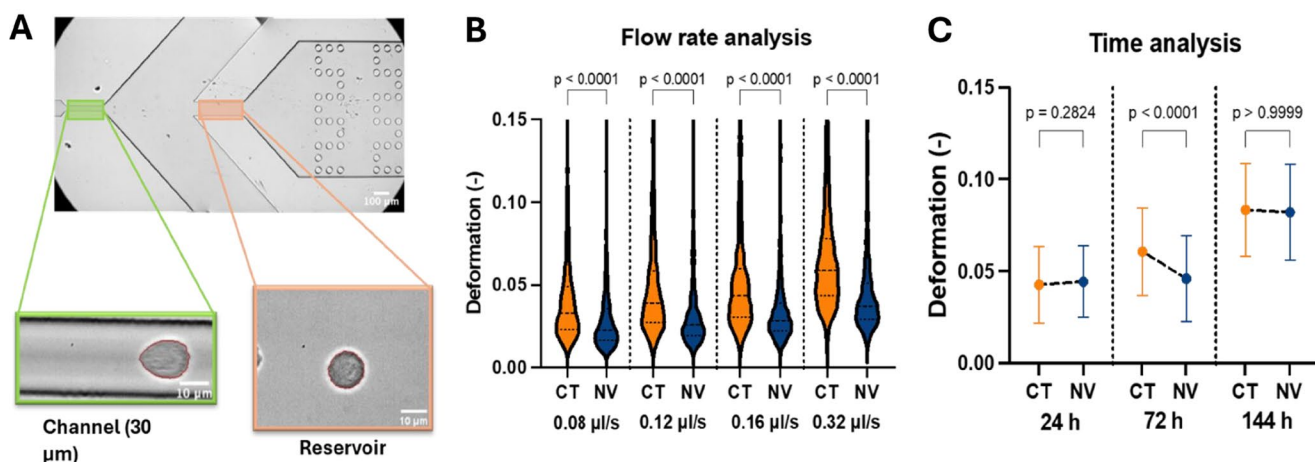 A
100 μm
10 μm
Channel (30
μm)
10 μm
Reservoir
B
Flow rate analysis
p < 0.0001
p < 0.0001
p < 0.0001
p < 0.0001
Deformation (-)
0.15
0.10
0.05
0.00
CT NV CT NV CT NV CT NV
0.08 μl/s 0.12 μl/s 0.16 μl/s 0.32 μl/s
C
Time analysis
p = 0.2824
p < 0.0001
p > 0.9999
Deformation (-)
0.15
0.10
0.05
0.00
CT NV CT NV CT NV
24 h 72 h 144 h